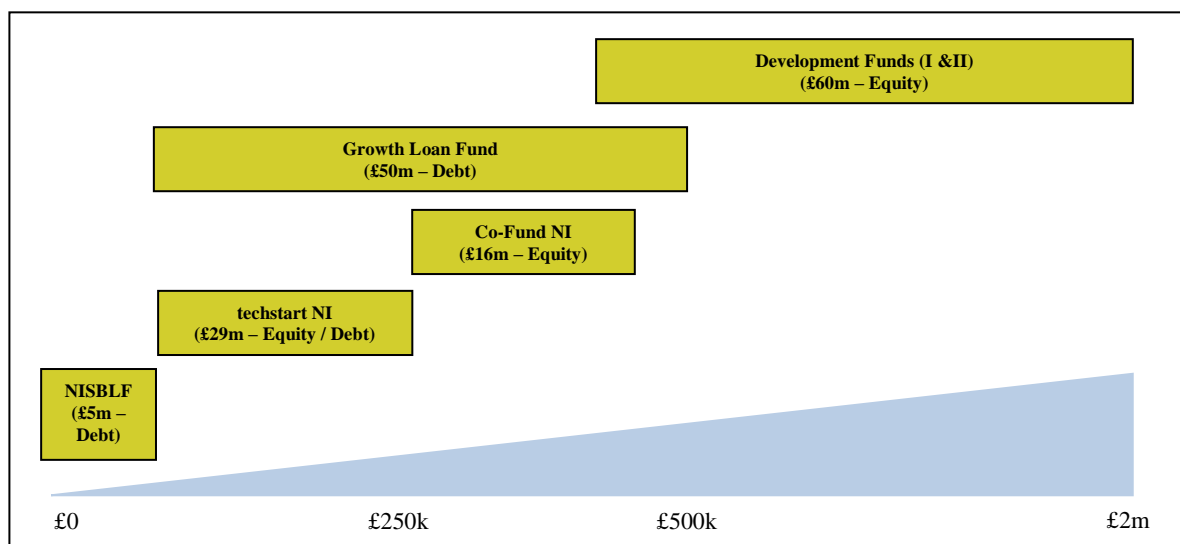 Development Funds (I &II)
(£60m – Equity)
Growth Loan Fund
(£50m – Debt)
Co-Fund NI
(£16m – Equity)
techstart NI
(£29m – Equity / Debt)
NISBLF
(£5m –
Debt)
£0
£250k
£500k
£2m